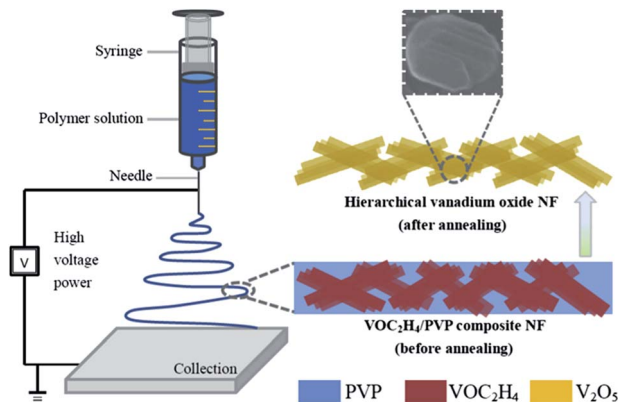 Syringe
Polymer solution
Needle
High
voltage
power
V
Collection
Hierarchical vanadium oxide NF
(after annealing)
VOC₂H₄/PVP composite NF
(before annealing)
PVP
VOC₂H₄
V₂O₅